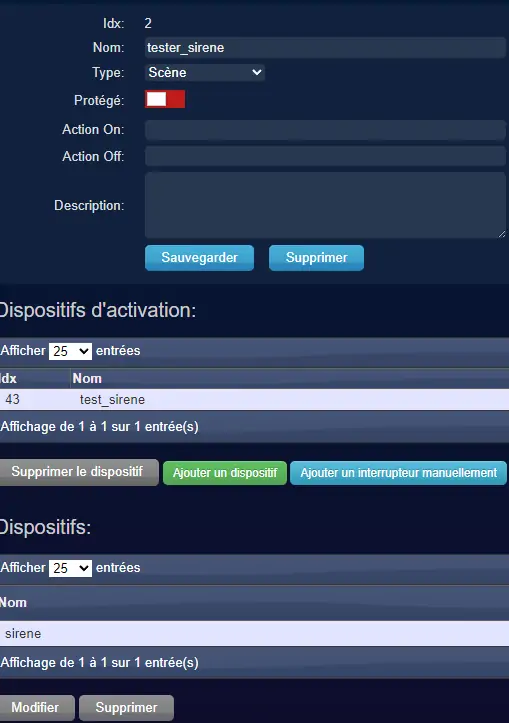 Idx: 2
Nom: tester_sirene
Type: Scène
Protégé:
Action On:
Action Off:
Description:
Sauvegarder Supprimer
Dispositifs d'activation:
Afficher 25 entrées
Idx Nom
43 test_sirene
Affichage de 1 à 1 sur 1 entrée(s)
Supprimer le dispositif Ajouter un dispositif Ajouter un interrupteur manuellement
Dispositifs:
Afficher 25 entrées
Nom
sirene
Affichage de 1 à 1 sur 1 entrée(s)
Modifier Supprimer